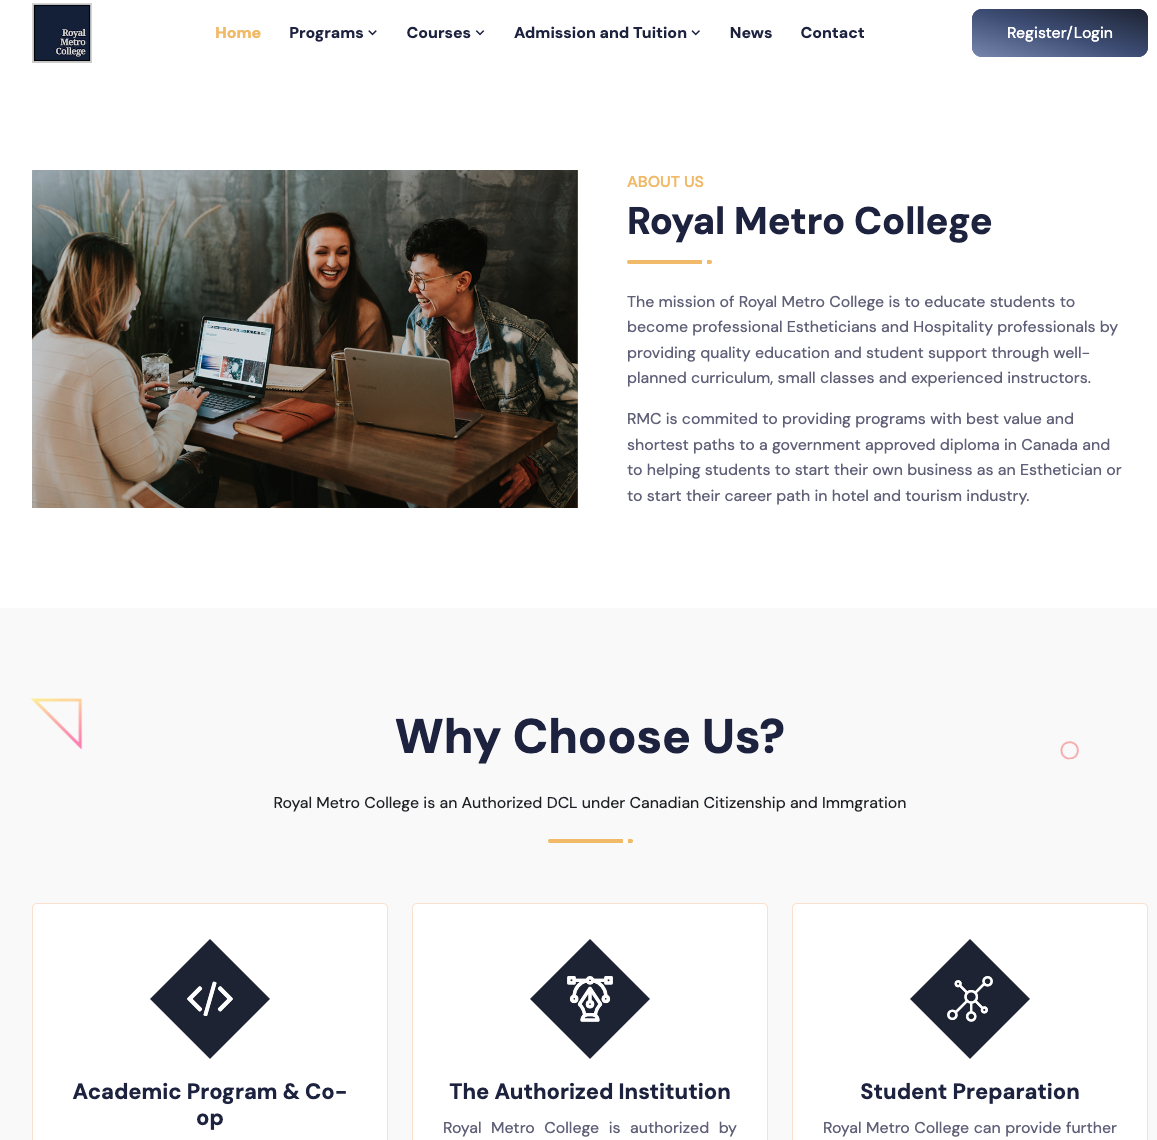 Royal
Metro
College
Home Programs Courses Admission and Tuition News Contact Register/Login
ABOUT US
Royal Metro College
The mission of Royal Metro College is to educate students to
become professional Estheticians and Hospitality professionals by
providing quality education and student support through well-
planned curriculum, small classes and experienced instructors.
RMC is commited to providing programs with best value and
shortest paths to a government approved diploma in Canada and
to helping students to start their own business as an Esthetician or
to start their career path in hotel and tourism industry.
Why Choose Us?
Royal Metro College is an Authorized DCL under Canadian Citizenship and Immgration
Academic Program & Co-
op
The Authorized Institution
Royal Metro College is authorized by
Student Preparation
Royal Metro College can provide further